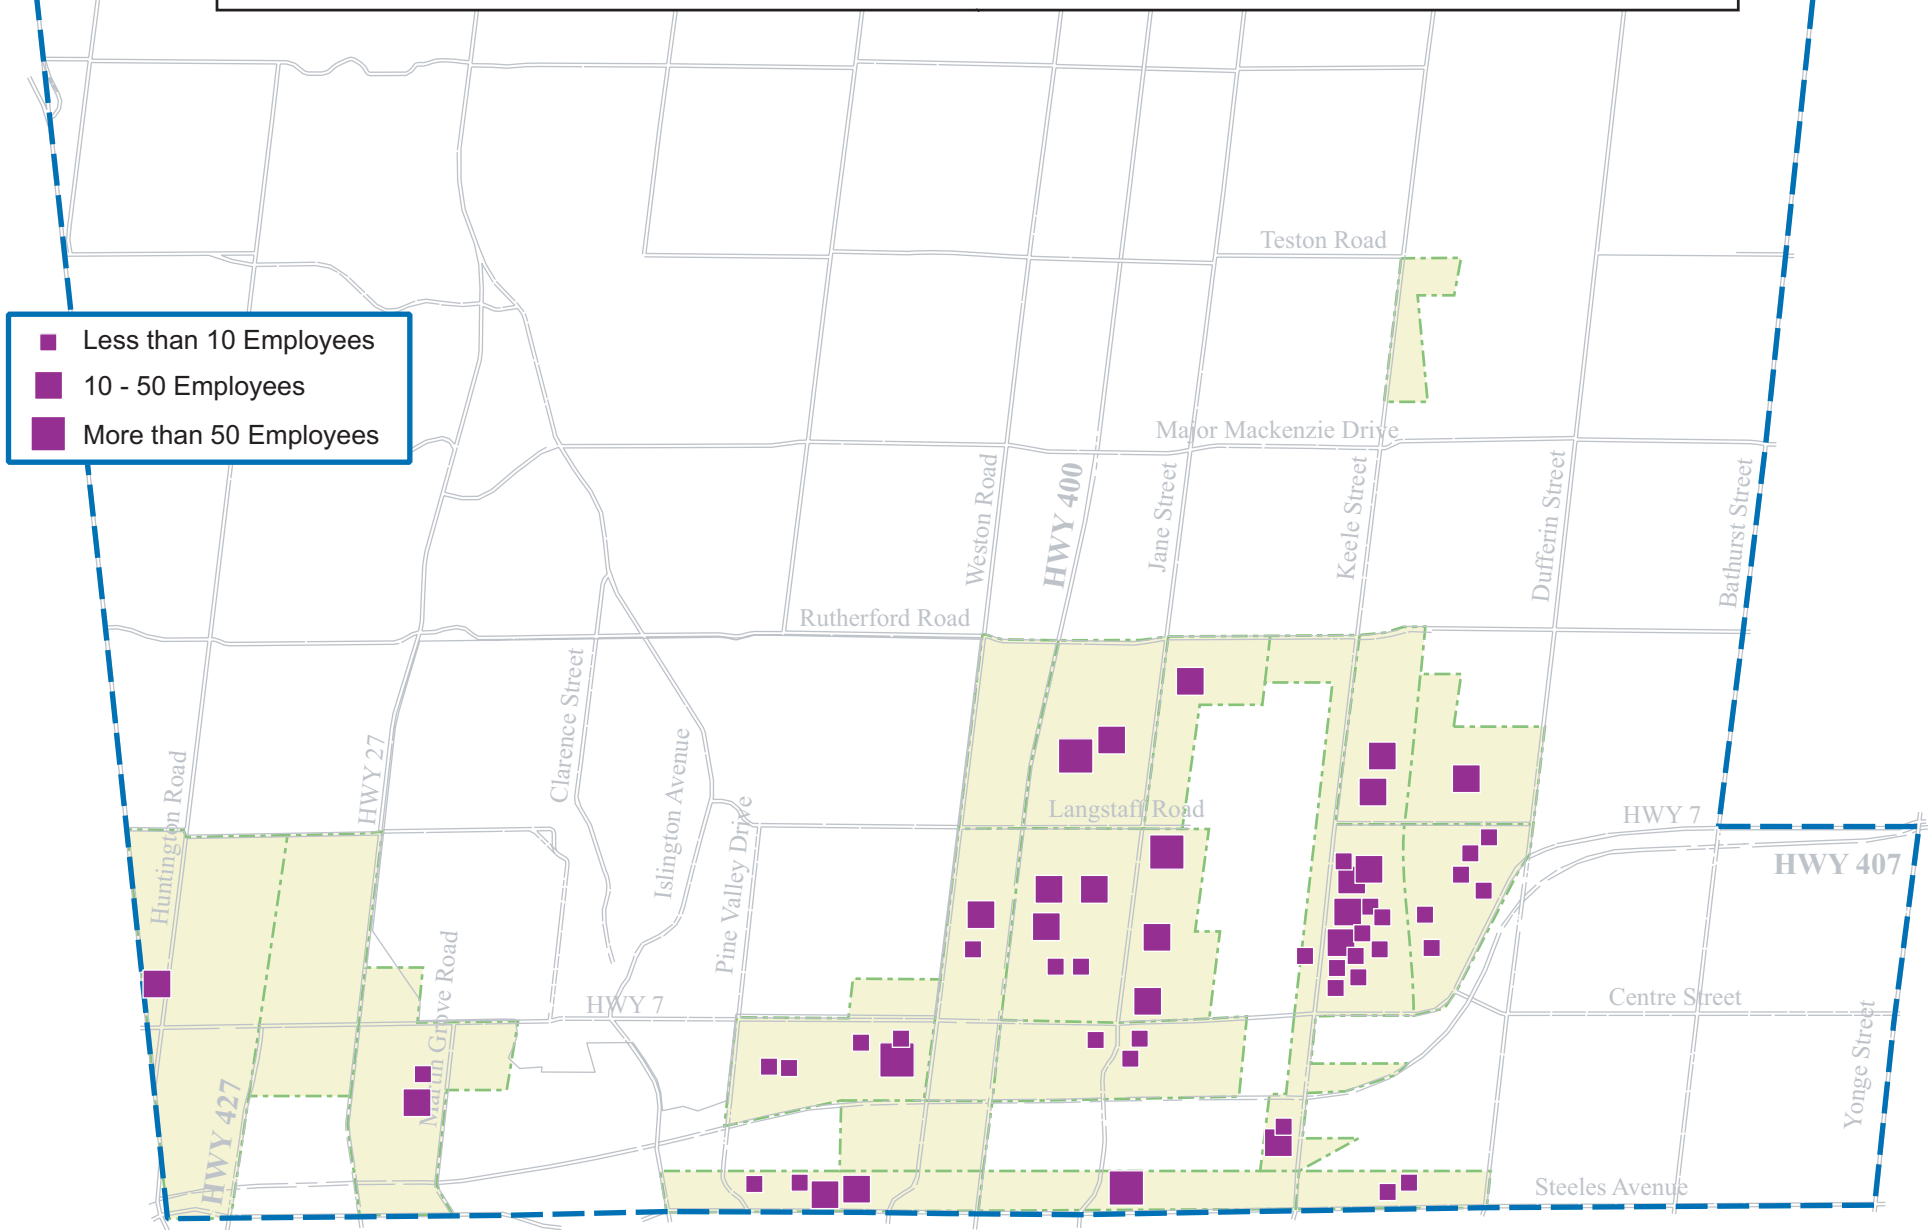 Teston Road
Less than 10 Employees
10 - 50 Employees
More than 50 Employees
Major Mackenzie Drive
Weston Road
HWY 400
Jane Street
Keele Street
Dufferin Street
Bathurst Street
Rutherford Road
Clarence Street
Huntington Road
HWY 27
Islington Avenue
Pine Valley Drive
Langstaff Road
HWY 7
HWY 407
Martin Grove Road
HWY 7
Centre Street
Yonge Street
HWY 427
Steeles Avenue